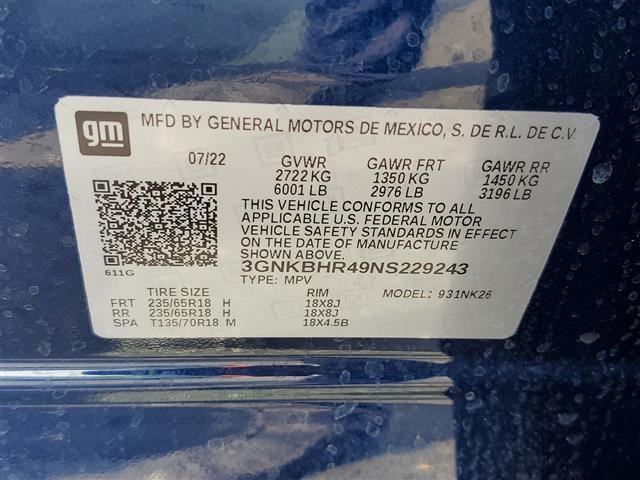 gm MFD BY GENERAL MOTORS DE MEXICO, S. DE R.L. DE C.V.
07/22 GVWR GAWR FRT GAWR RR
2722 KG 1350 KG 1450 KG
6001 LB 2976 LB 3196 LB
THIS VEHICLE CONFORMS TO ALL
APPLICABLE U.S. FEDERAL MOTOR
VEHICLE SAFETY STANDARDS IN EFFECT
ON THE DATE OF MANUFACTURE
SHOWN ABOVE.
3GNKBHR49NS229243
611G TYPE: MPV
TIRE SIZE RIM MODEL: 931NK26
FRT 235/65R18 H 18X8J
RR 235/65R18 H 18X8J
SPA T135/70R18 M 18X4.5B